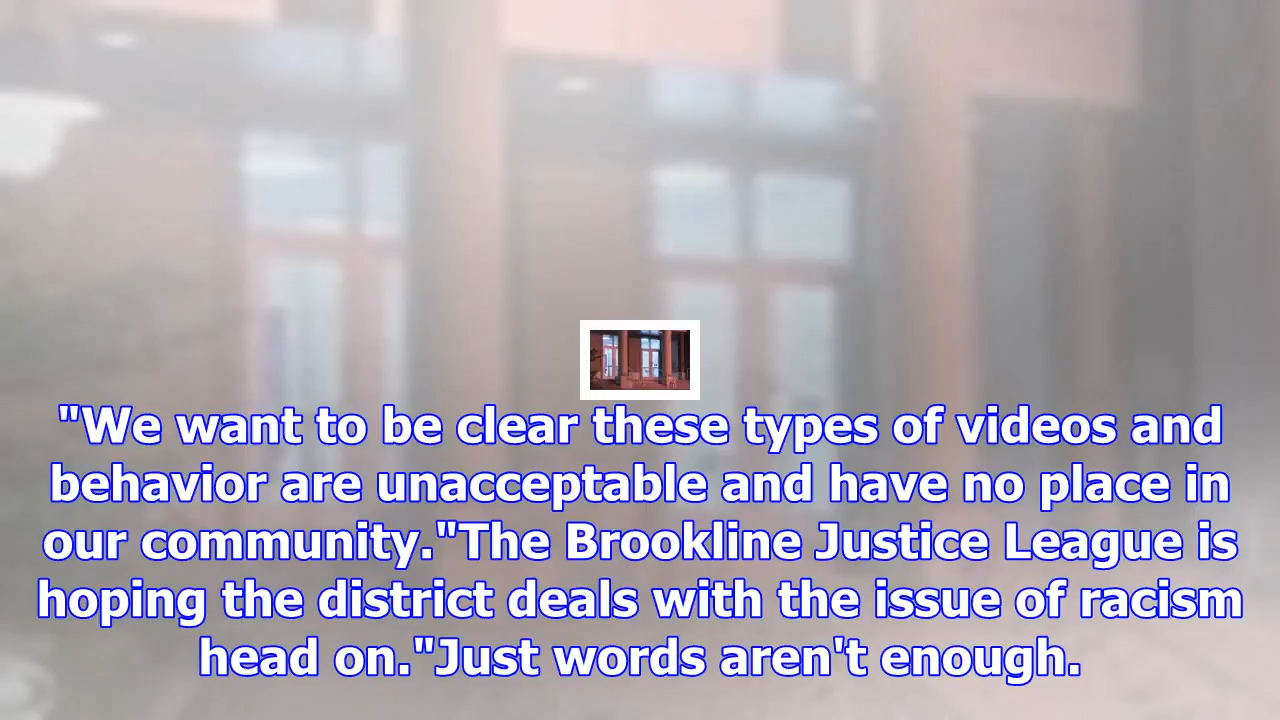 "We want to be clear these types of videos and
behavior are unacceptable and have no place in
our community."The Brookline Justice League is
hoping the district deals with the issue of racism
head on."Just words aren't enough.